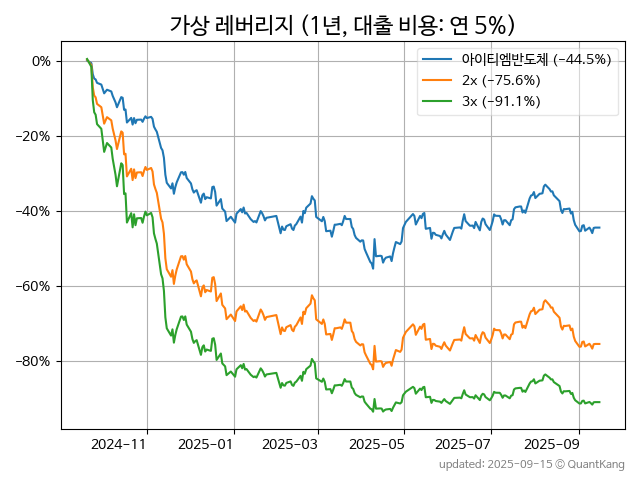 가상 레버리지 (1년, 대출 비용: 연 5%)
아이티엠반도체 (-44.5%)
2x (-75.6%)
3x (-91.1%)
0%
-20%
-40%
-60%
-80%
2024-11 2025-01 2025-03 2025-05 2025-07 2025-09
updated: 2025-09-15 © QuantKang